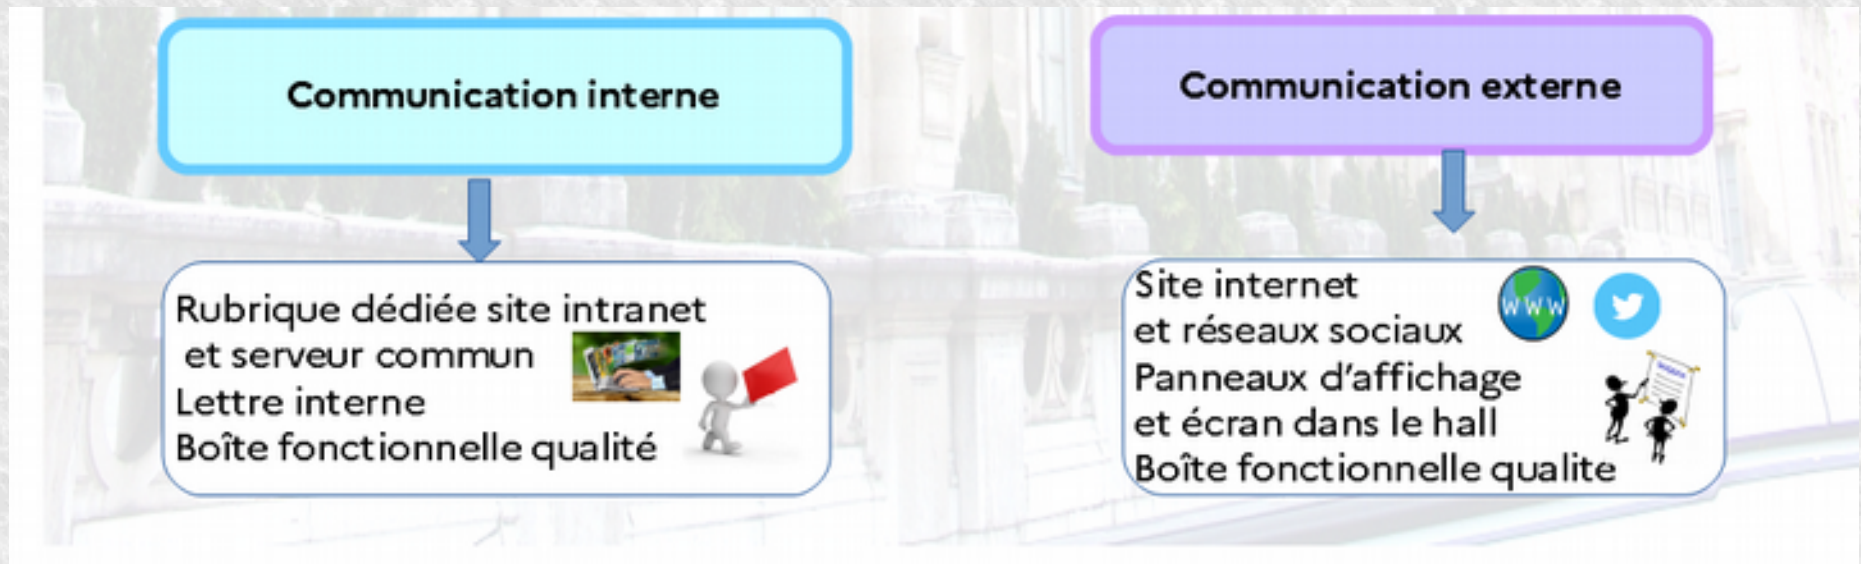 Communication interne
Rubrique dédiée site intranet
et serveur commun
Lettre interne
Boîte fonctionnelle qualité
Communication externe
Site internet
et réseaux sociaux
Panneaux d'affichage
et écran dans le hall
Boîte fonctionnelle qualite
WWW